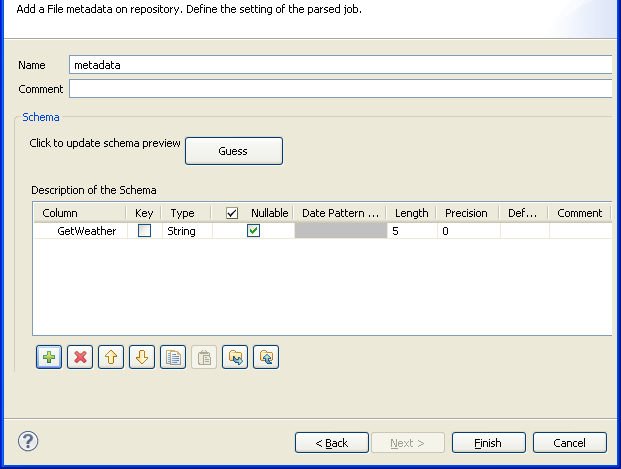 Add a File metadata on repository. Define the setting of the parsed job.
Name metadata
Comment
Schema
Click to update schema preview Guess
Description of the Schema
Column Key Type Nullable Date Pattern ... Length Precision Def... Comment
GetWeather String 5 0
? < Back Next > Finish Cancel